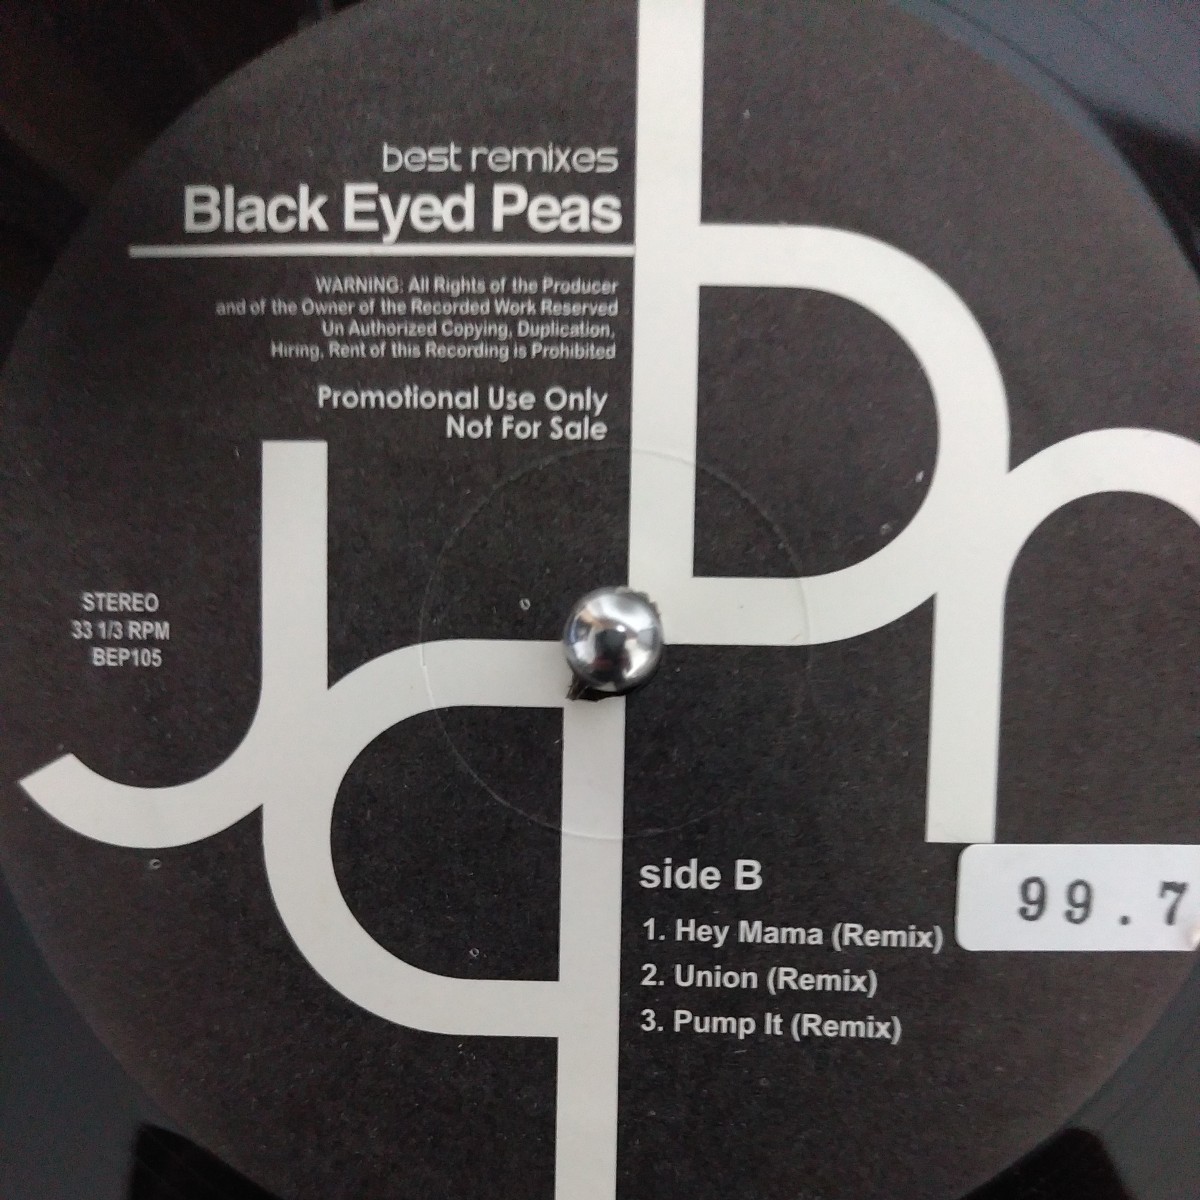 best remixes
Black Eyed Peas
WARNING: All Rights of the Producer
and of the Owner of the Recorded Work Reserved
Un Authorized Copying, Duplication,
Hiring, Rent of this Recording is Prohibited
Promotional Use Only
Not For Sale
STEREO
33 1/3 RPM
BEP105
side B
1. Hey Mama (Remix)
2. Union (Remix)
3. Pump It (Remix)
99.7